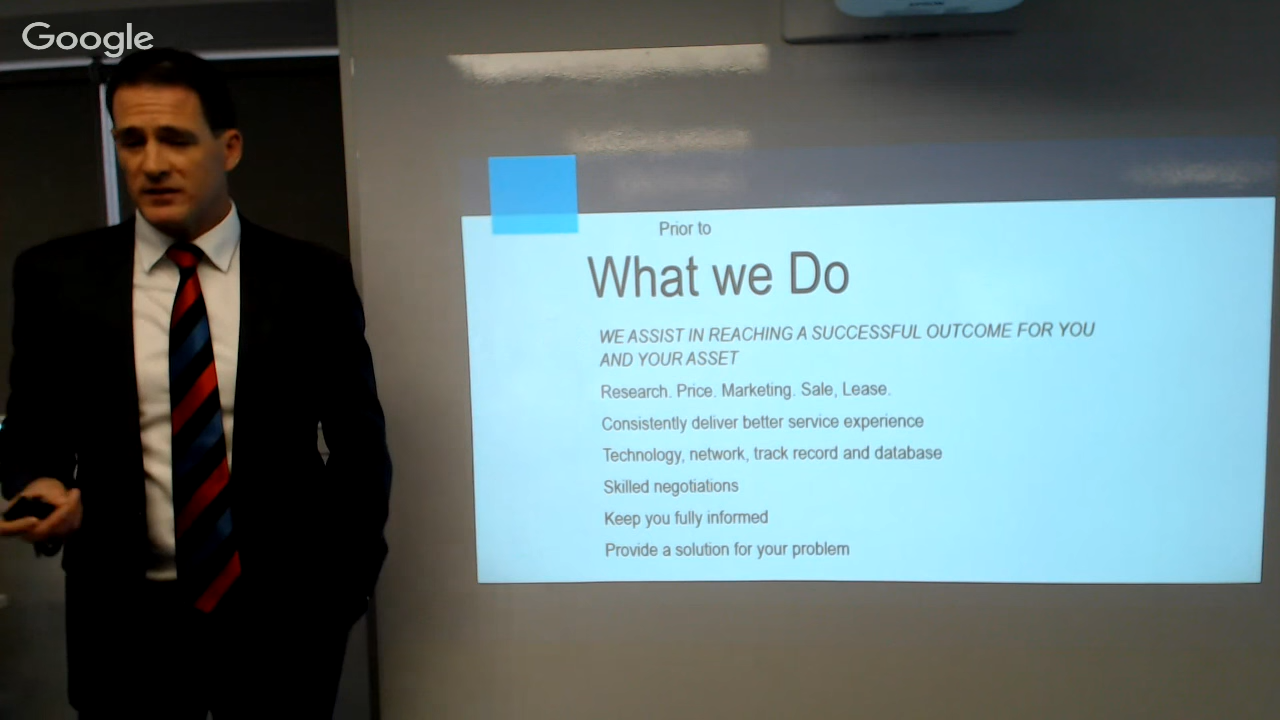 Google
Prior to
What we Do
WE ASSIST IN REACHING A SUCCESSFUL OUTCOME FOR YOU
AND YOUR ASSET
Research. Price. Marketing. Sale, Lease.
Consistently deliver better service experience
Technology, network, track record and database
Skilled negotiations
Keep you fully informed
Provide a solution for your problem